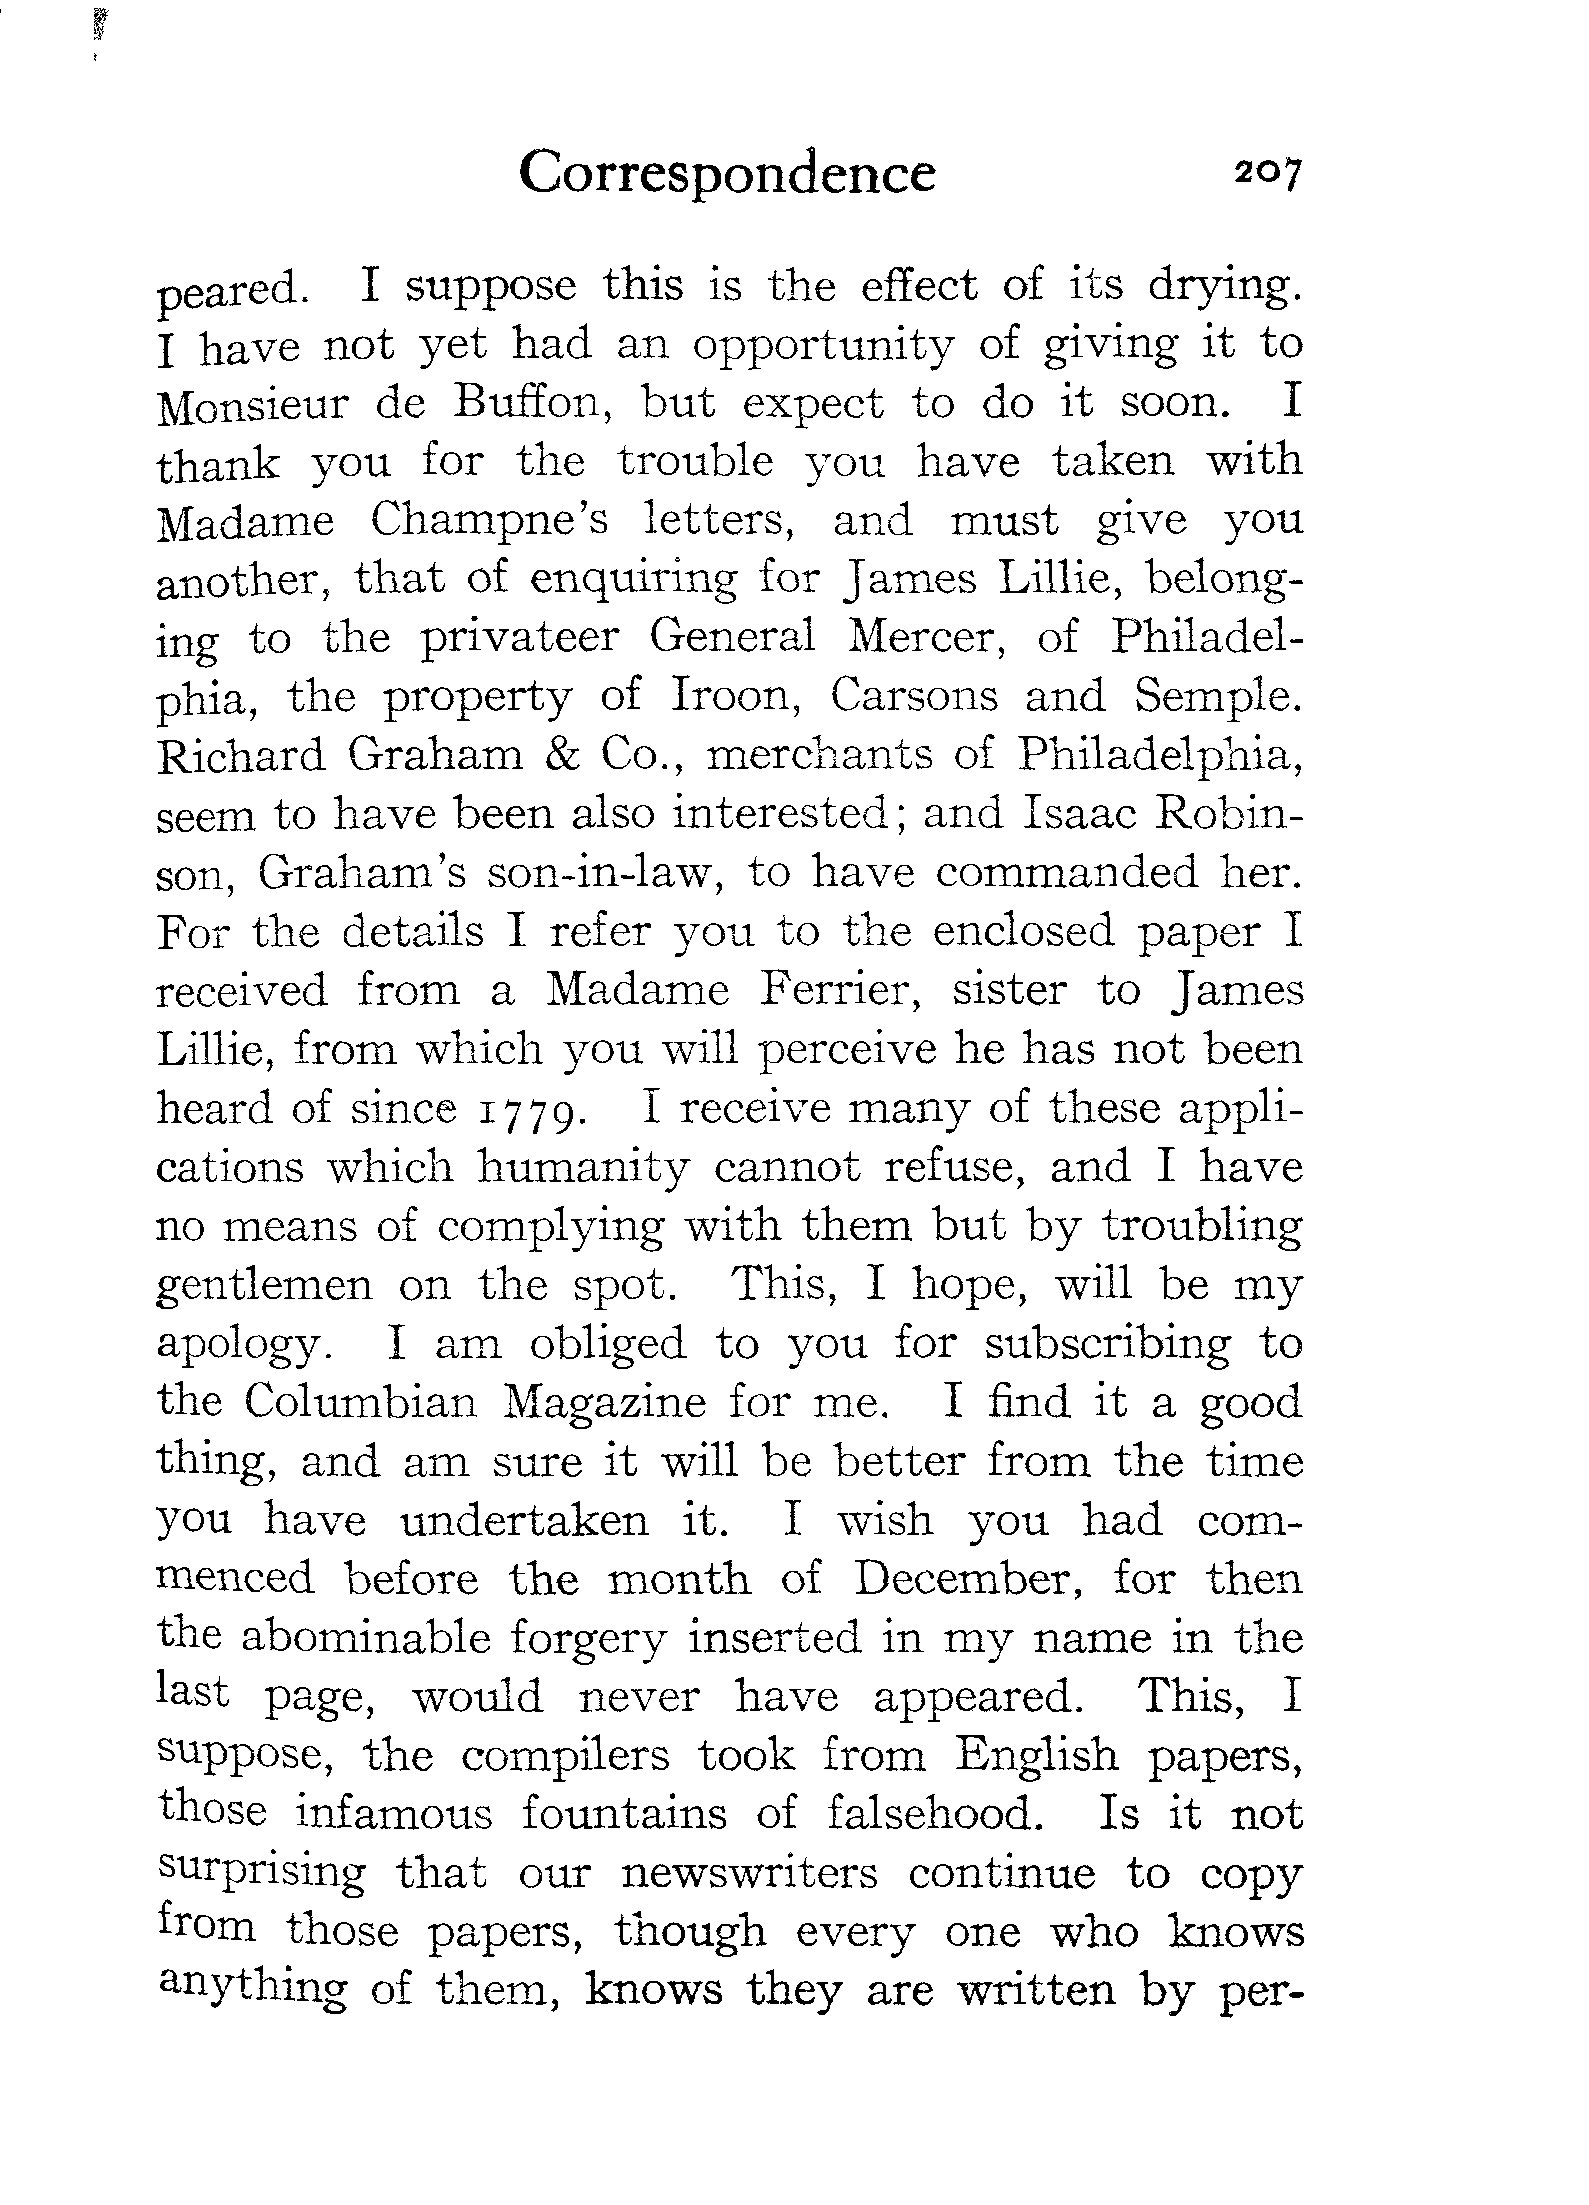 Correspondence 207
peared. I suppose this is the effect of its drying.
I have not yet had an opportunity of giving it to
Monsieur de Buffon, but expect to do it soon. I
thank you for the trouble you have taken with
Madame Champne's letters, and must give you
another, that of enquiring for James Lillie, belong-
ing to the privateer General Mercer, of Philadel-
phia, the property of Iroon, Carsons and Semple.
Richard Graham & Co., merchants of Philadelphia,
seem to have been also interested; and Isaac Robin-
son, Graham's son-in-law, to have commanded her.
For the details I refer you to the enclosed paper I
received from a Madame Ferrier, sister to James
Lillie, from which you will perceive he has not been
heard of since 1779. I receive many of these appli-
cations which humanity cannot refuse, and I have
no means of complying with them but by troubling
gentlemen on the spot. This, I hope, will be my
apology. I am obliged to you for subscribing to
the Columbian Magazine for me. I find it a good
thing, and am sure it will be better from the time
you have undertaken it. I wish you had com-
menced before the month of December, for then
the abominable forgery inserted in my name in the
last page, would never have appeared. This, I
suppose, the compilers took from English papers,
those infamous fountains of falsehood. Is it not
surprising that our newswriters continue to copy
from those papers, though every one who knows
anything of them, knows they are written by per-